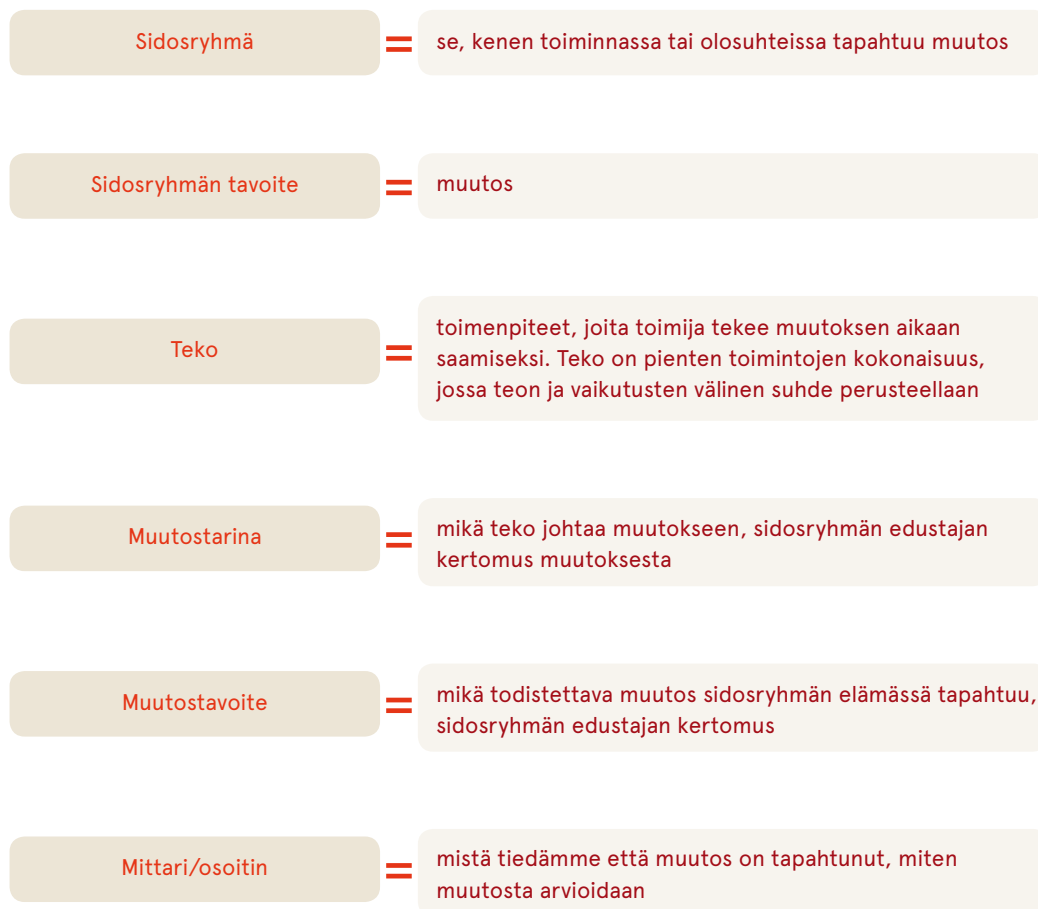 Sidosryhmä = se, kenen toiminnassa tai olosuhteissa tapahtuu muutos
Sidosryhmän tavoite = muutos
Teko = toimenpiteet, joita toimija tekee muutoksen aikaan
saamiseksi. Teko on pienten toimintojen kokonaisuus,
jossa teon ja vaikutusten välinen suhde perusteellaan
Muutostarina = mikä teko johtaa muutokseen, sidosryhmän edustajan
kertomus muutoksesta
Muutostavoite = mikä todistettava muutos sidosryhmän elämässä tapahtuu,
sidosryhmän edustajan kertomus
Mittari/osoitin = mistä tiedämme että muutos on tapahtunut, miten
muutosta arvioidaan